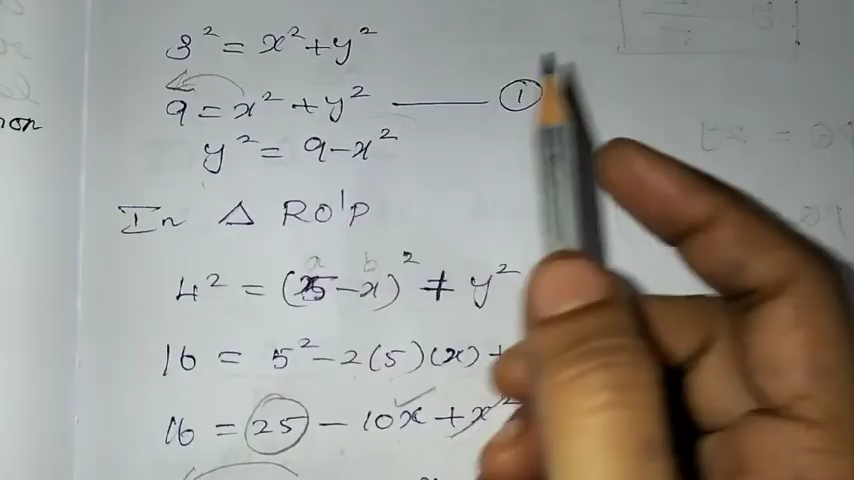 3² = x² + y²
9 = x² + y² —— ①
y² = 9 - x²
In △ RO'P
4² = (5 - x)² + y²
16 = 5² - 2(5)(x) +
16 = 25 - 10x + x²